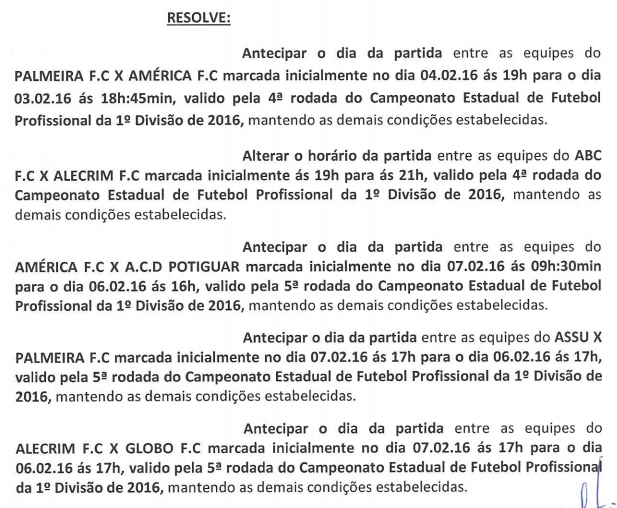 RESOLVE:
Antecipar o dia da partida entre as equipes do
PALMEIRA F.C X AMÉRICA F.C marcada inicialmente no dia 04.02.16 ás 19h para o dia
03.02.16 ás 18h:45min, valido pela 4ª rodada do Campeonato Estadual de Futebol
Profissional da 1º Divisão de 2016, mantendo as demais condições estabelecidas.
Alterar o horário da partida entre as equipes do ABC
F.C X ALECRIM F.C marcada inicialmente ás 19h para ás 21h, valido pela 4ª rodada do
Campeonato Estadual de Futebol Profissional da 1º Divisão de 2016, mantendo as
demais condições estabelecidas.
Antecipar o dia da partida entre as equipes do
AMÉRICA F.C X A.C.D POTIGUAR marcada inicialmente no dia 07.02.16 ás 09h:30min
para o dia 06.02.16 ás 16h, valido pela 5ª rodada do Campeonato Estadual de Futebol
Profissional da 1º Divisão de 2016, mantendo as demais condições estabelecidas.
Antecipar o dia da partida entre as equipes do ASSU X
PALMEIRA F.C marcada inicialmente no dia 07.02.16 ás 17h para o dia 06.02.16 ás 17h,
valido pela 5ª rodada do Campeonato Estadual de Futebol Profissional da 1º Divisão de
2016, mantendo as demais condições estabelecidas.
Antecipar o dia da partida entre as equipes do
ALECRIM F.C X GLOBO F.C marcada inicialmente no dia 07.02.16 ás 17h para o dia
06.02.16 ás 17h, valido pela 5ª rodada do Campeonato Estadual de Futebol Profissional
da 1º Divisão de 2016, mantendo as demais condições estabelecidas.